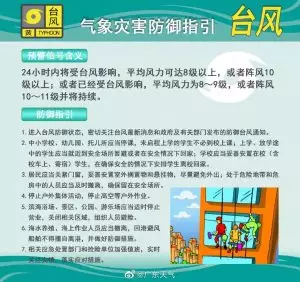 台风
TYPHOON
黄
气象灾害防御指引
台风
预警信号含义
24小时内将受台风影响，平均风力可达8级以上，或者阵风10
级以上；或者已经受台风影响，平均风力为8～9级，或者阵风
10～11级并将持续。
防御指引
1. 进入台风防御状态，密切关注台风最新消息和政府及有关部门发布的防御台风通知。
2. 中小学校，幼儿园、托儿所应当停课，未启程上学的学生不必到校上课；上学、放学途
中的学生应当就近到安全场所暂避或者在安全情况下回家；学校应当妥善安置在校（含
校车上、寄宿）学生，在确保安全的情况下安排学生离校回家。
3. 居民应当关紧门窗，妥善安置室外搁置物和悬挂物，尽量避免外出；处于危险地带和危
房中的人员应当及时撤离，确保留在安全场所。
4. 停止户外集体活动，停止高空等户外作业。
5. 滨海浴场、景区、公园、游乐场应当适时停止
营业，关闭相关区域，组织人员避险。
6. 海水养殖、海上作业人员应当撤离，回港避风
船舶不得擅自离港，并做好防御措施。
7. 相关应急处置部门和抢险单位加强值班，实时
落实应对措施。
@广东天气